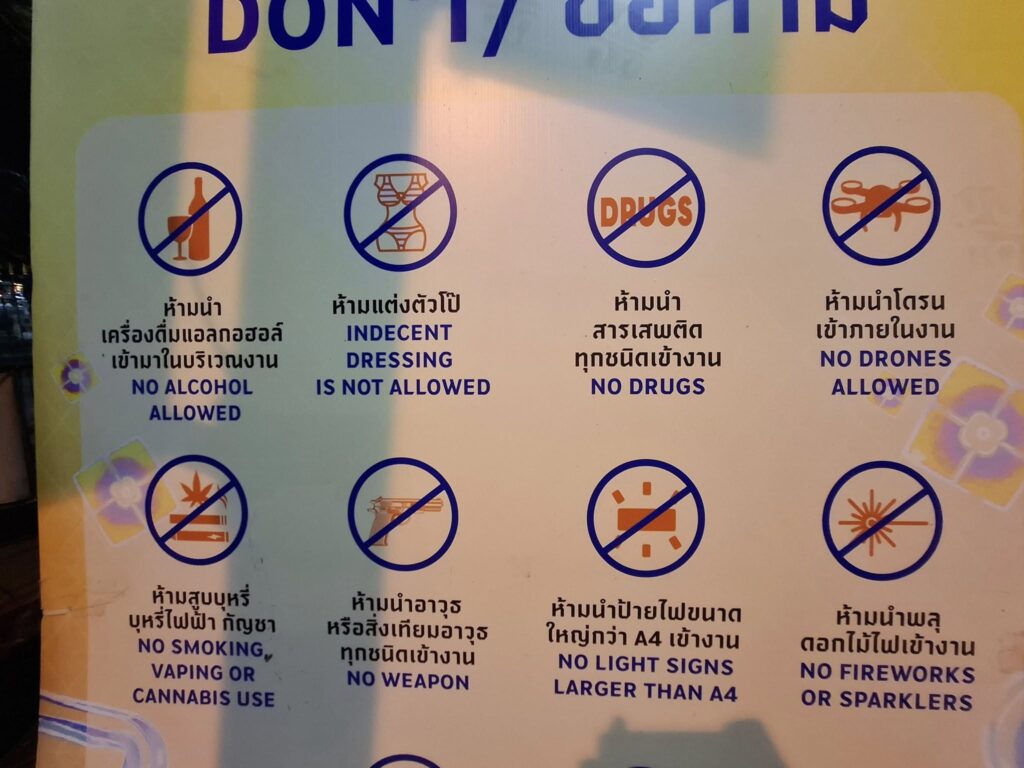 DON'T/ ข้อห้าม
DRUGS
ห้ามนำ
เครื่องดื่มแอลกอฮอล์
เข้ามาในบริเวณงาน
NO ALCOHOL
ALLOWED
ห้ามแต่งตัวโป๊
INDECENT
DRESSING
IS NOT ALLOWED
ห้ามนำ
สารเสพติด
ทุกชนิดเข้างาน
NO DRUGS
ห้ามนำโดรน
เข้าภายในงาน
NO DRONES
ALLOWED
ห้ามสูบบุหรี่
บุหรี่ไฟฟ้า กัญชา
NO SMOKING,
VAPING OR
CANNABIS USE
ห้ามนำอาวุธ
หรือสิ่งเทียมอาวุธ
ทุกชนิดเข้างาน
NO WEAPON
ห้ามนำป้ายไฟขนาด
ใหญ่กว่า A4 เข้างาน
NO LIGHT SIGNS
LARGER THAN A4
ห้ามนำพลุ
ดอกไม้ไฟเข้างาน
NO FIREWORKS
OR SPARKLERS